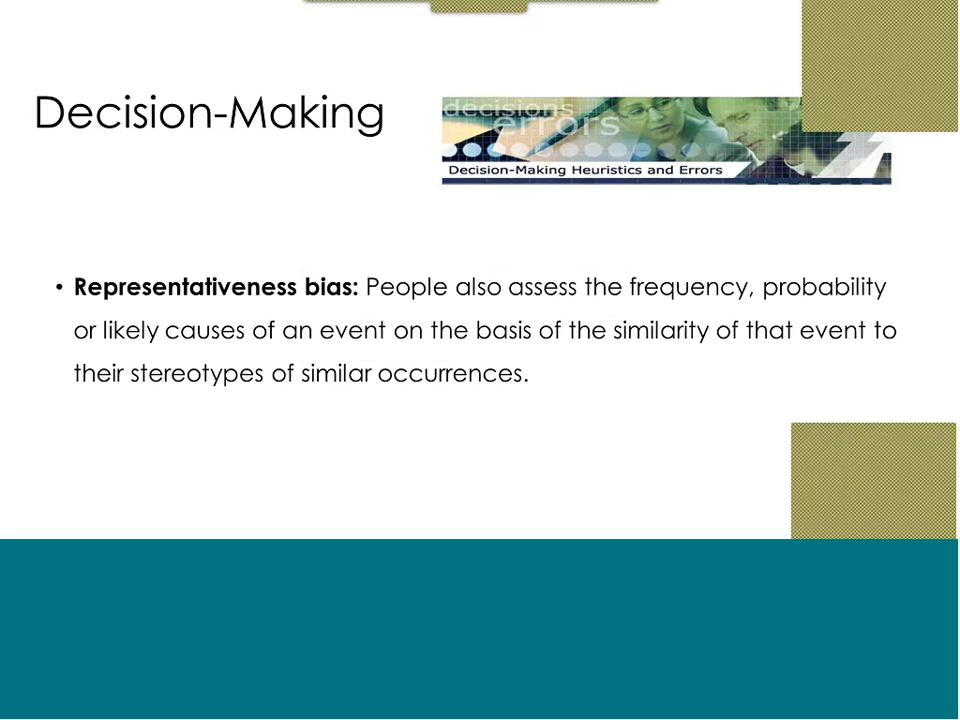 Decision-Making
decisions
errors
Decision-Making Heuristics and Errors
• Representativeness bias: People also assess the frequency, probability
or likely causes of an event on the basis of the similarity of that event to
their stereotypes of similar occurrences.